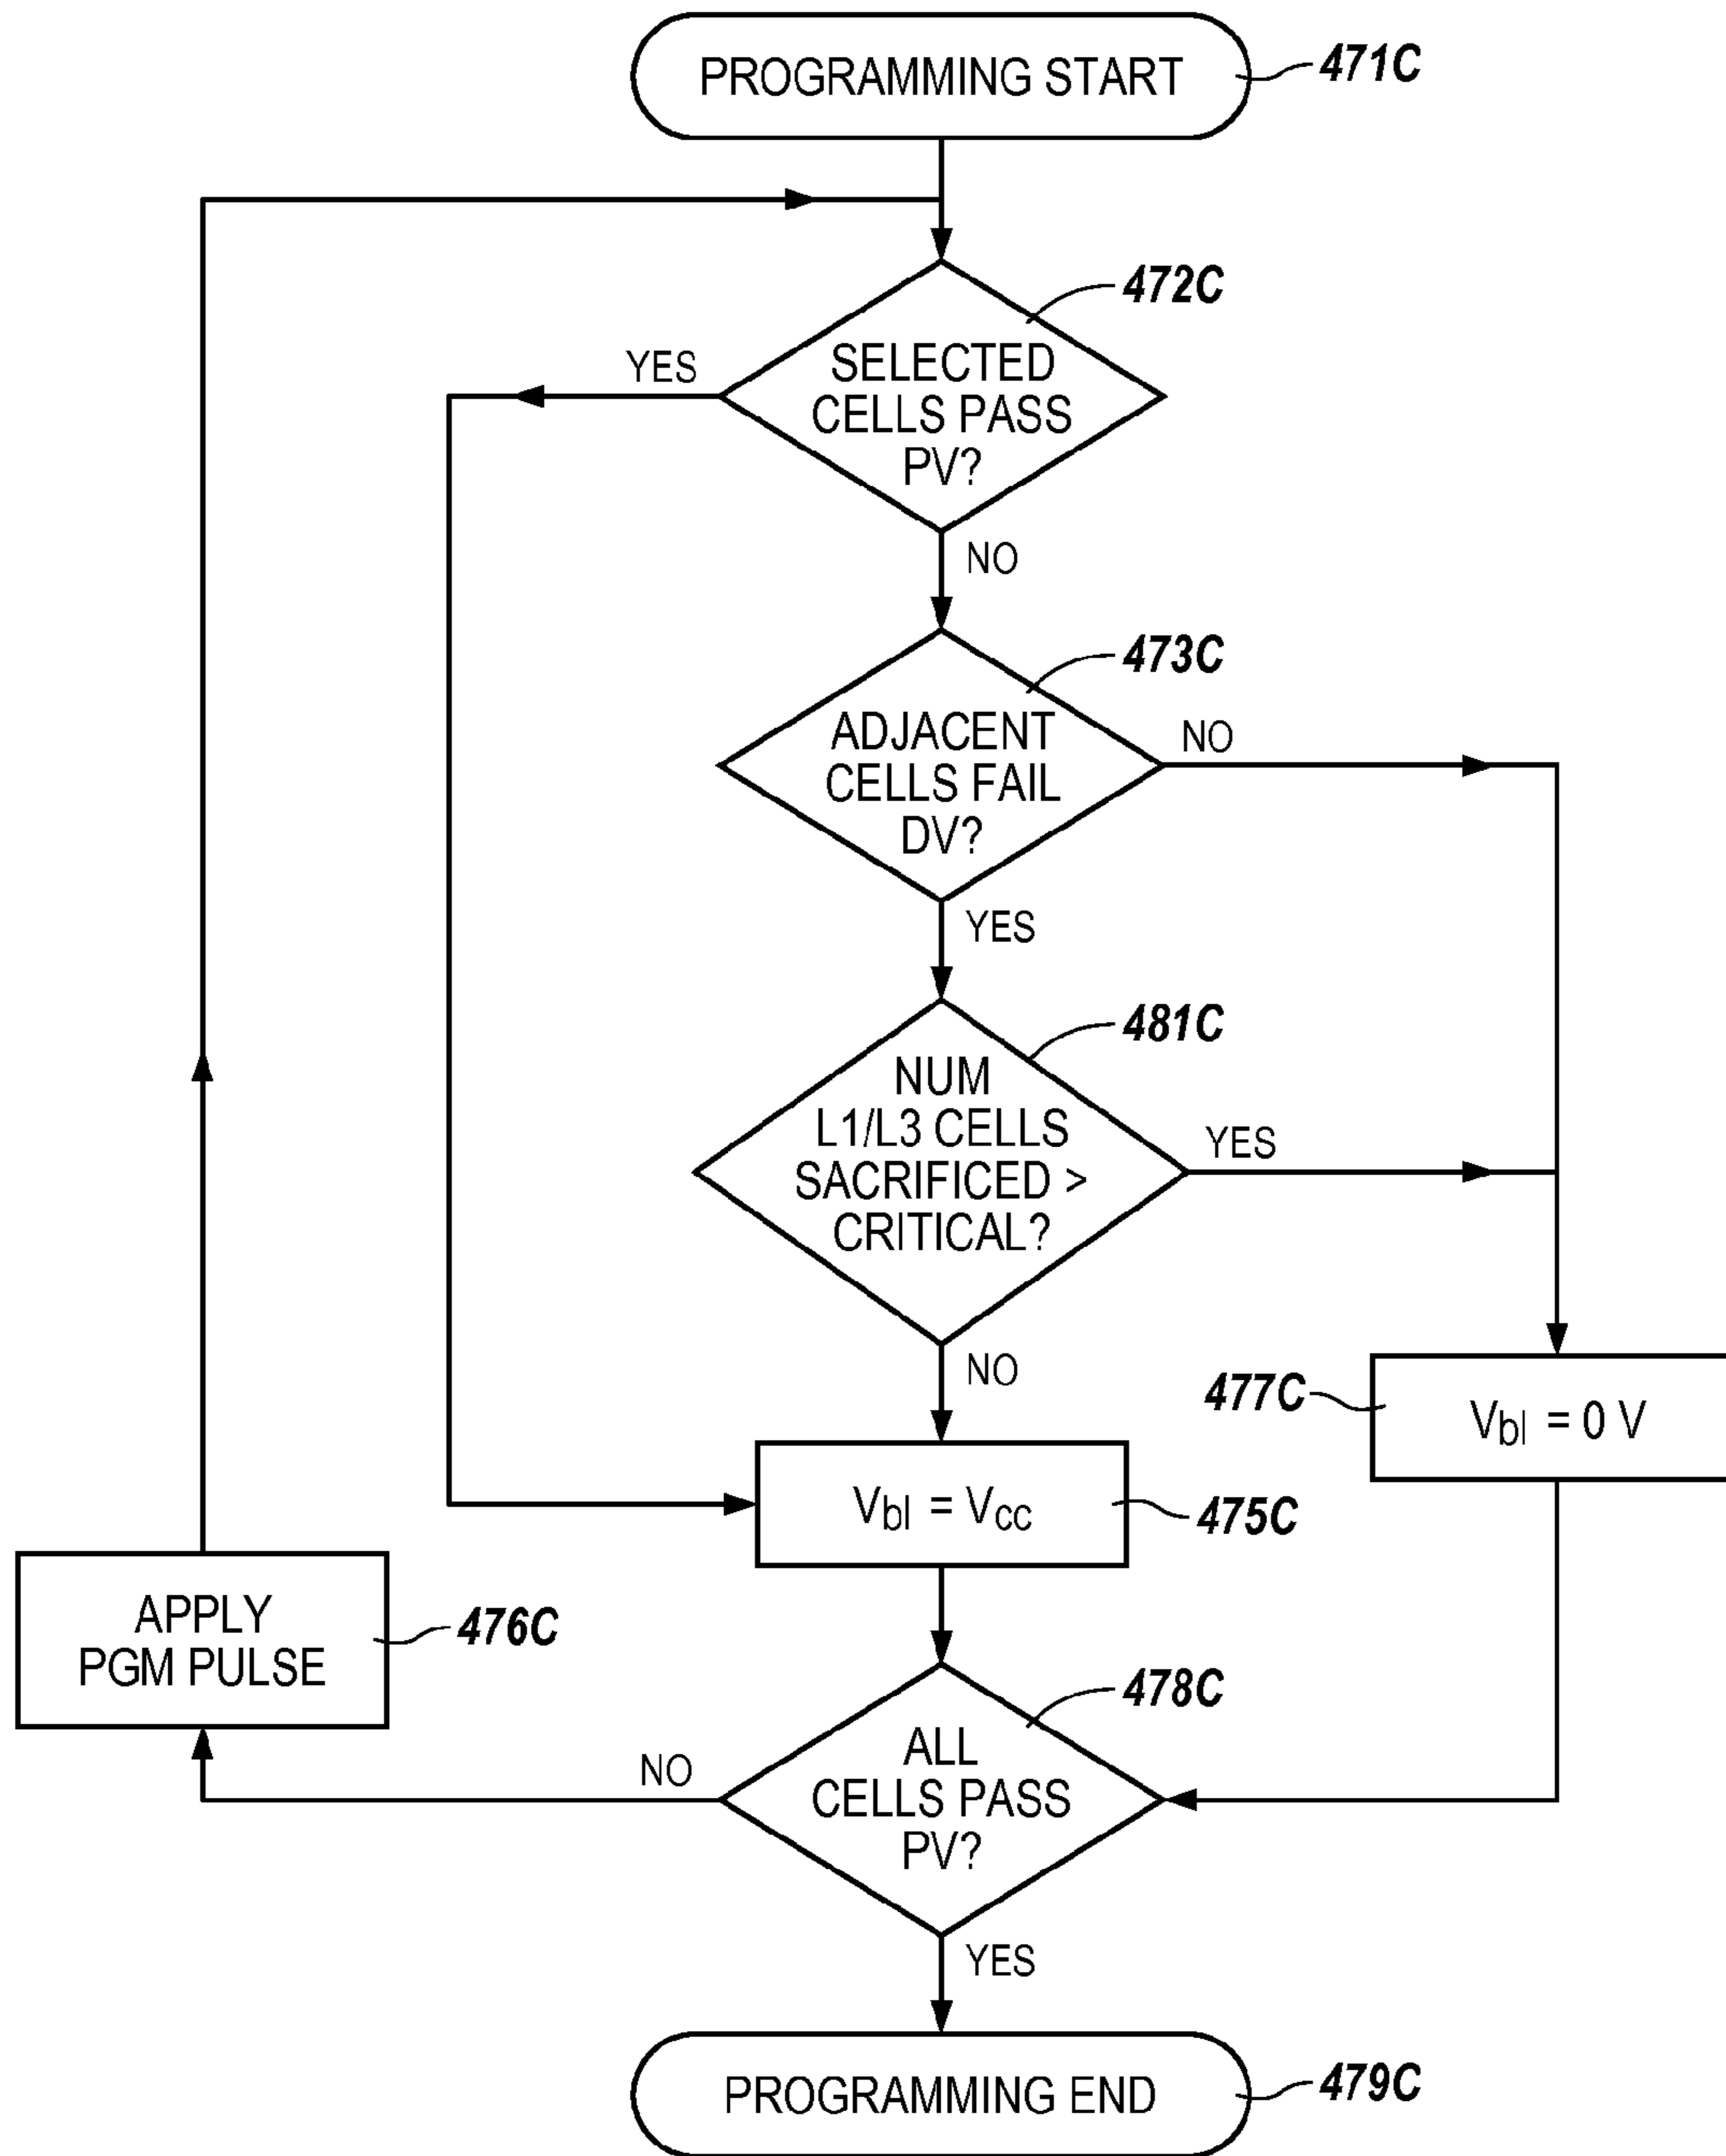 PROGRAMMING START
471C
472C
SELECTED
CELLS PASS
PV?
YES
NO
473C
ADJACENT
CELLS FAIL
DV?
NO
YES
481C
NUM
L1/L3 CELLS
SACRIFICED >
CRITICAL?
YES
NO
477C
Vbl = 0 V
Vbl = Vcc
475C
APPLY
PGM PULSE
476C
478C
ALL
CELLS PASS
PV?
NO
YES
PROGRAMMING END
479C